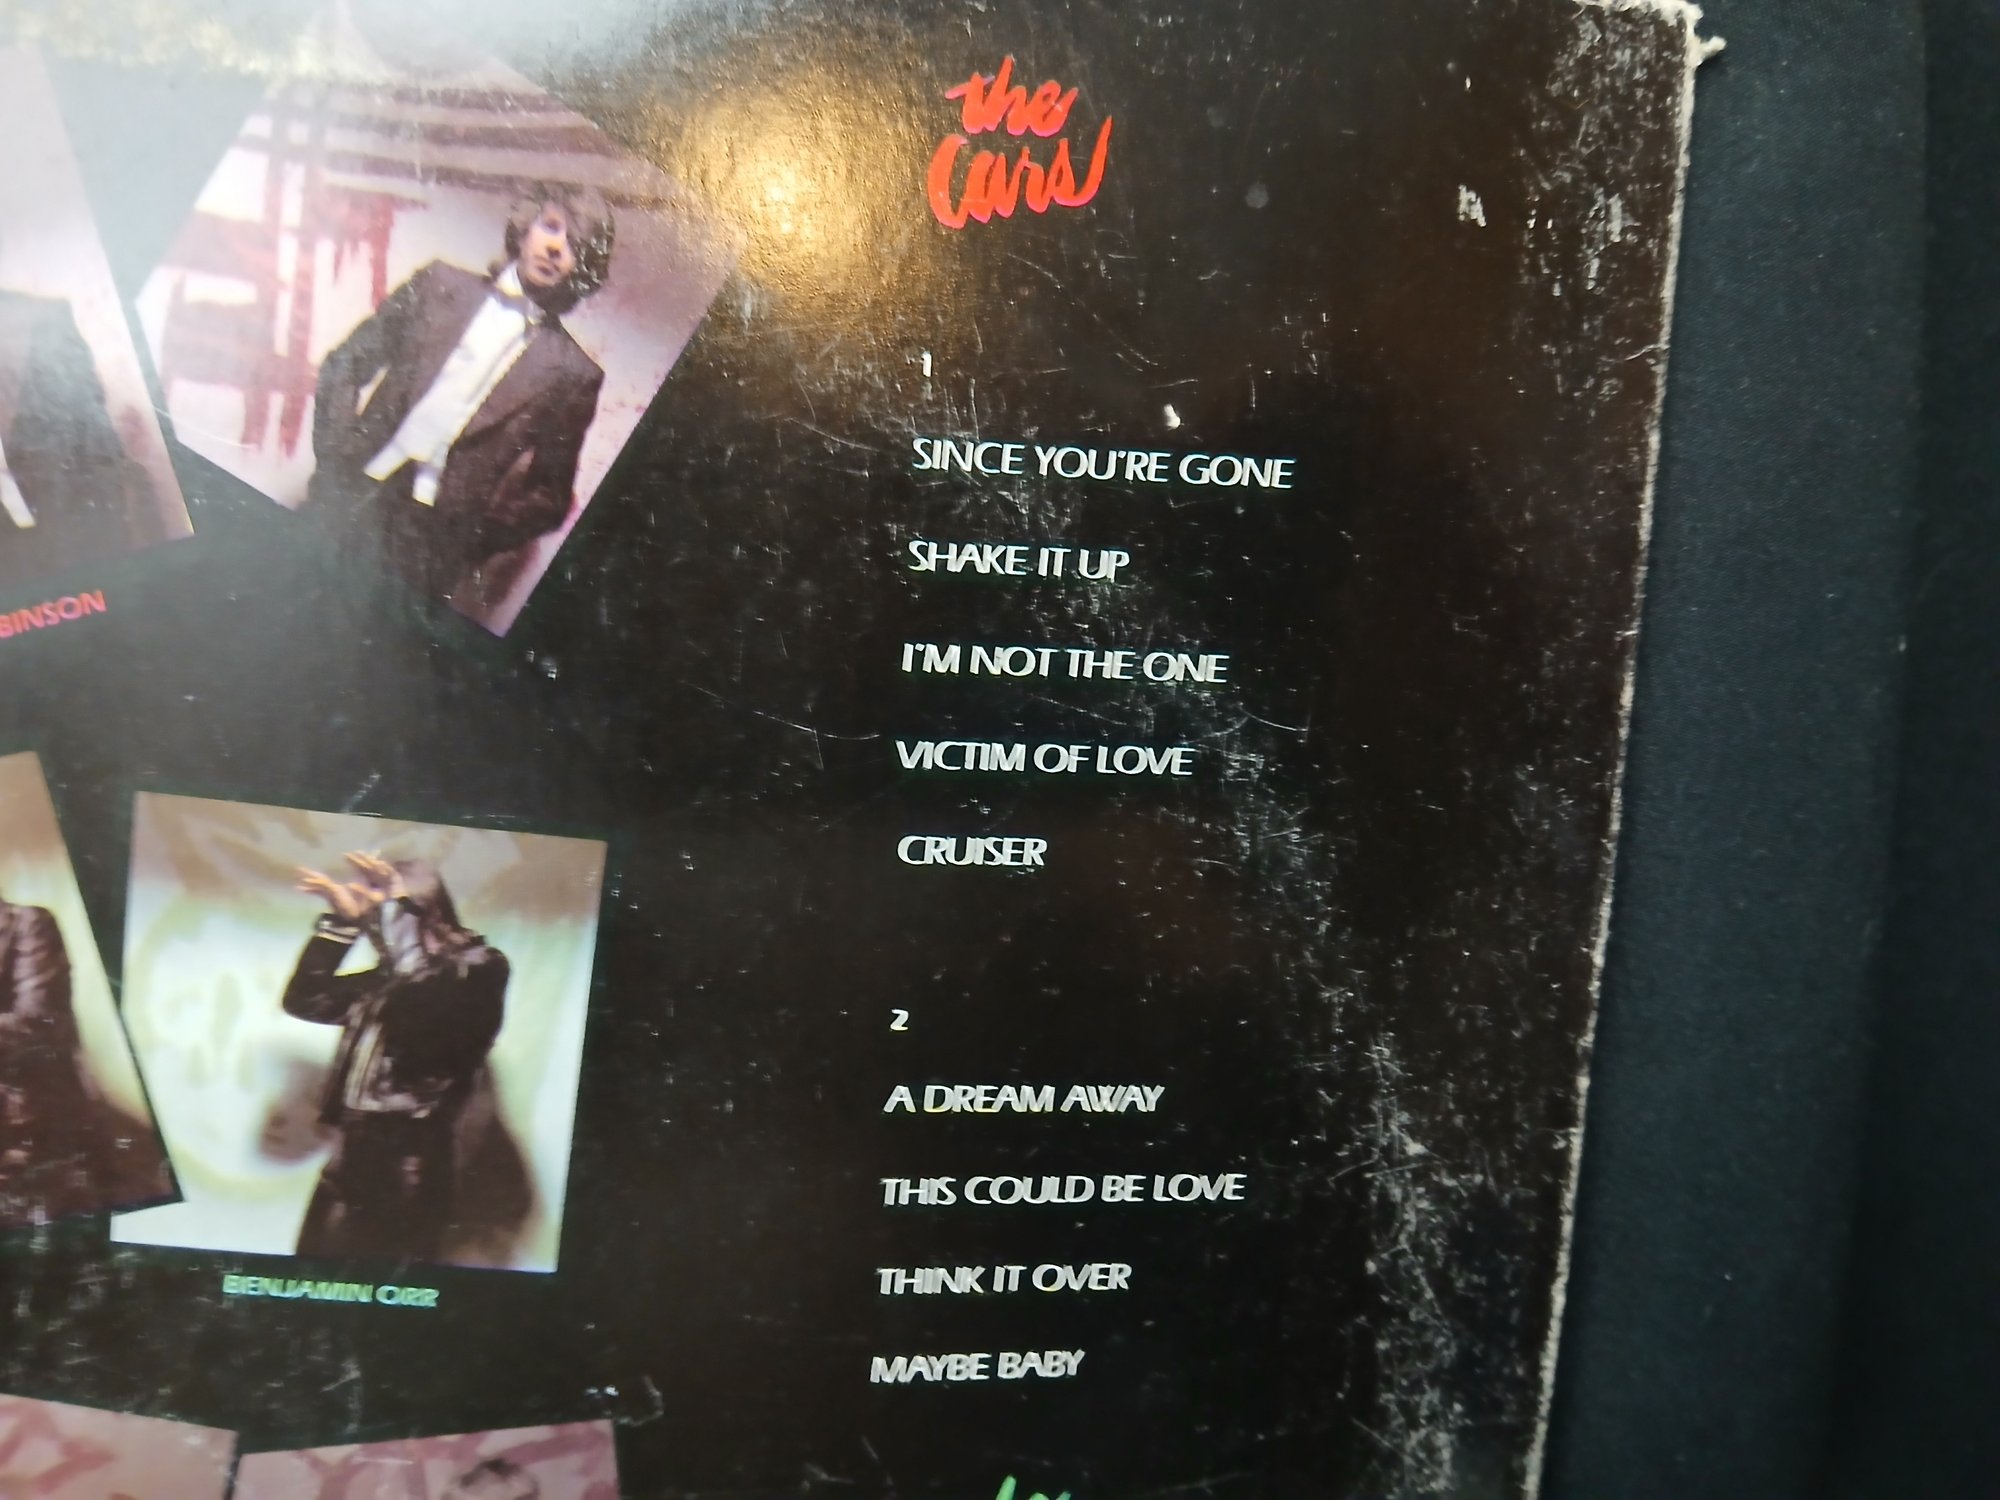 the
Cars
1
SINCE YOU'RE GONE
SHAKE IT UP
I'M NOT THE ONE
VICTIM OF LOVE
CRUISER
BINSON
2
A DREAM AWAY
THIS COULD BE LOVE
THINK IT OVER
MAYBE BABY
BENJAMIN ORR